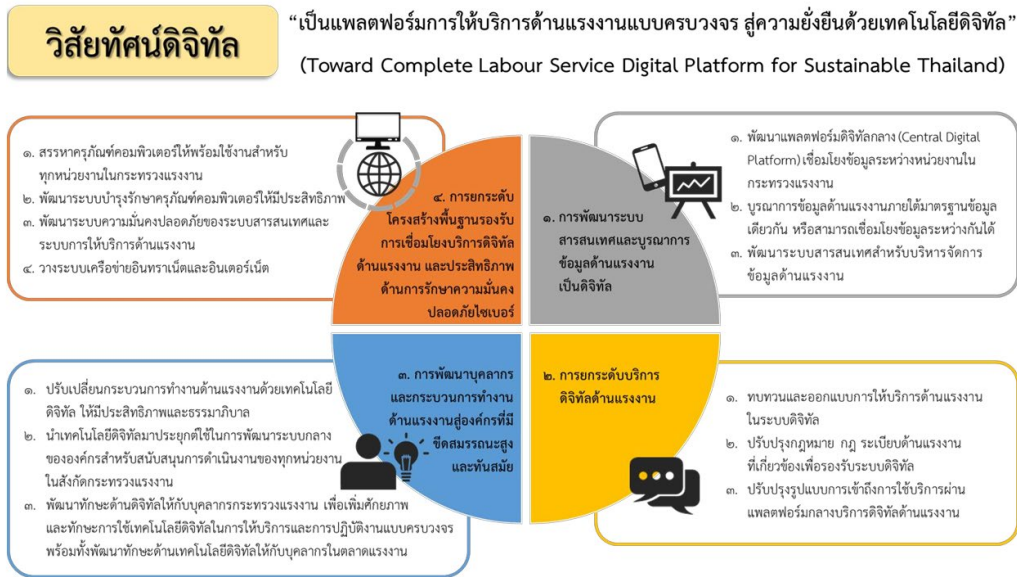 วิสัยทัศน์ดิจิทัล
“เป็นแพลตฟอร์มการให้บริการด้านแรงงานแบบครบวงจร สู่ความยั่งยืนด้วยเทคโนโลยีดิจิทัล”
(Toward Complete Labour Service Digital Platform for Sustainable Thailand)
๑. การพัฒนาระบบ
สารสนเทศและบูรณาการ
ข้อมูลด้านแรงงาน
เป็นดิจิทัล
๑. พัฒนาแพลตฟอร์มดิจิทัลกลาง (Central Digital
Platform) เชื่อมโยงข้อมูลระหว่างหน่วยงานใน
กระทรวงแรงงาน
๒. บูรณาการข้อมูลด้านแรงงานภายใต้มาตรฐานข้อมูล
เดียวกัน หรือสามารถเชื่อมโยงข้อมูลระหว่างกันได้
๓. พัฒนาระบบสารสนเทศสำหรับบริหารจัดการ
ข้อมูลด้านแรงงาน
๒. การยกระดับบริการ
ดิจิทัลด้านแรงงาน
๑. ทบทวนและออกแบบการให้บริการด้านแรงงาน
ในระบบดิจิทัล
๒. ปรับปรุงกฎหมาย กฎ ระเบียบด้านแรงงาน
ที่เกี่ยวข้องเพื่อรองรับระบบดิจิทัล
๓. ปรับปรุงรูปแบบการเข้าถึงการใช้บริการผ่าน
แพลตฟอร์มกลางบริการดิจิทัลด้านแรงงาน
๓. การพัฒนาบุคลากร
และกระบวนการทำงาน
ด้านแรงงานสู่องค์กรที่มี
ขีดสมรรถนะสูง
และทันสมัย
๑. ปรับเปลี่ยนกระบวนการทำงานด้านแรงงานด้วยเทคโนโลยี
ดิจิทัล ให้มีประสิทธิภาพและธรรมาภิบาล
๒. นำเทคโนโลยีดิจิทัลมาประยุกต์ใช้ในการพัฒนาระบบกลาง
ขององค์กรสำหรับสนับสนุนการดำเนินงานของทุกหน่วยงาน
ในสังกัดกระทรวงแรงงาน
๓. พัฒนาทักษะด้านดิจิทัลให้กับบุคลากรกระทรวงแรงงาน เพื่อเพิ่มศักยภาพ
และทักษะการใช้เทคโนโลยีดิจิทัลในการให้บริการและการปฏิบัติงานแบบครบวงจร
พร้อมทั้งพัฒนาทักษะด้านเทคโนโลยีดิจิทัลให้กับบุคลากรในตลาดแรงงาน
๔. การยกระดับ
โครงสร้างพื้นฐานรองรับ
การเชื่อมโยงบริการดิจิทัล
ด้านแรงงาน และประสิทธิภาพ
ด้านการรักษาความมั่นคง
ปลอดภัยไซเบอร์
๑. สรรหาครุภัณฑ์คอมพิวเตอร์ให้พร้อมใช้งานสำหรับ
ทุกหน่วยงานในกระทรวงแรงงาน
๒. พัฒนาระบบบำรุงรักษาครุภัณฑ์คอมพิวเตอร์ให้มีประสิทธิภาพ
๓. พัฒนาระบบความมั่นคงปลอดภัยของระบบสารสนเทศและ
ระบบการให้บริการด้านแรงงาน
๔. วางระบบเครือข่ายอินทราเน็ตและอินเตอร์เน็ต